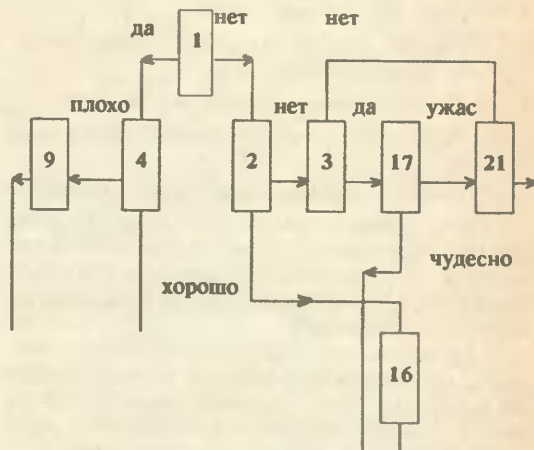 да нет нет
1
плохо нет да ужас
9 4 2 3 17 21
чудесно
хорошо
16